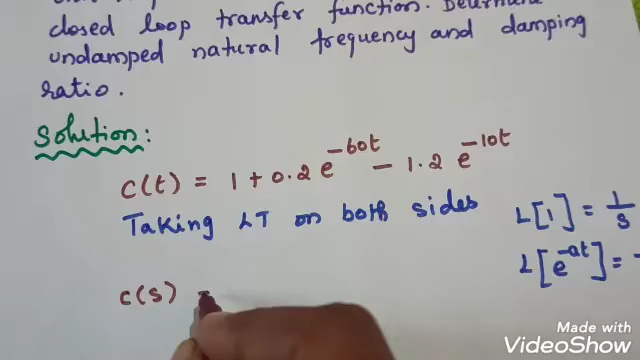 closed loop transfer function. Determine
undamped natural frequency and damping
ratio.
Solution:
c(t) = 1 + 0.2 e^-60t - 1.2 e^-10t
Taking LT on both sides
L[1] = 1/s
L[e^-at] =
c(s)
Made with
VivaVideo